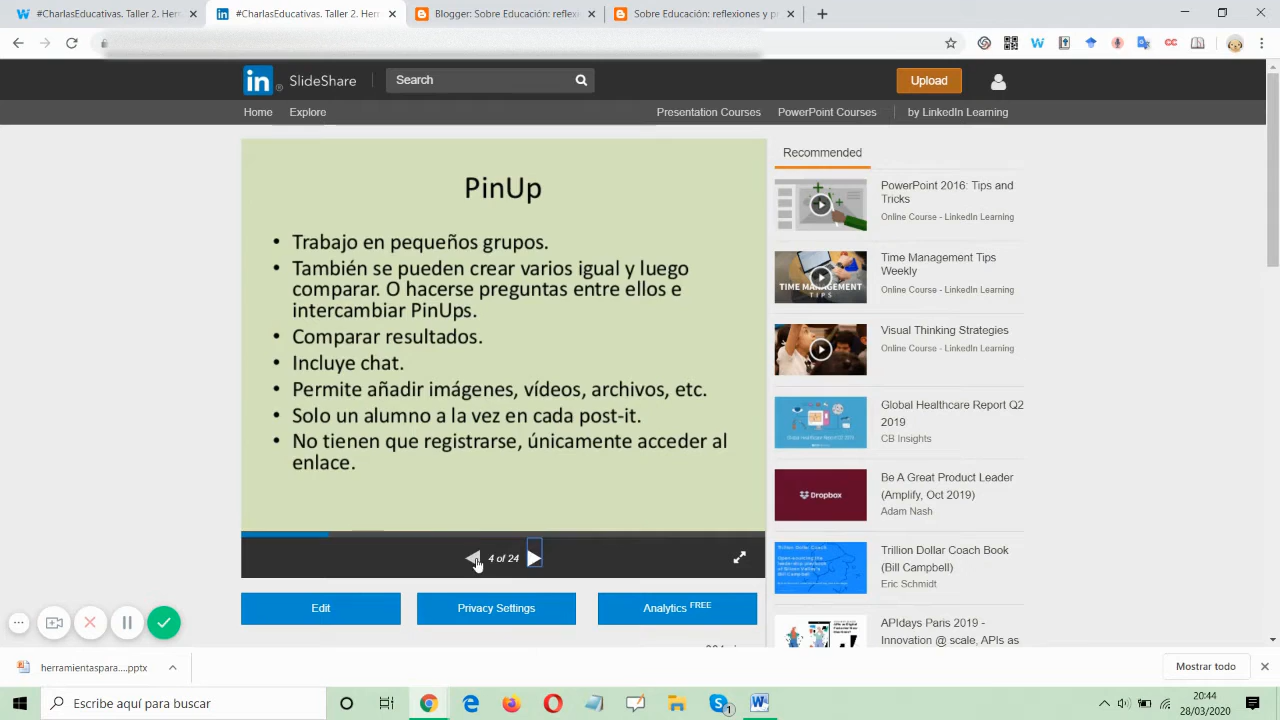 #CharlasEducativas. Taller 2. Her
#CharlasEducativas. Taller 2. Her
Blogger: Sobre Educación: reflex
Sobre Educación: reflexiones y p
in SlideShare
Search
Upload
Home
Explore
Presentation Courses
PowerPoint Courses
by LinkedIn Learning
PinUp
• Trabajo en pequeños grupos.
• También se pueden crear varios igual y luego
comparar. O hacerse preguntas entre ellos e
intercambiar PinUps.
• Comparar resultados.
• Incluye chat.
• Permite añadir imágenes, vídeos, archivos, etc.
• Solo un alumno a la vez en cada post-it.
• No tienen que registrarse, únicamente acceder al
enlace.
4 of 24
Edit
Privacy Settings
Analytics FREE
Recommended
PowerPoint 2016: Tips and
Tricks
Online Course - LinkedIn Learning
TIME MANAGEMENT
TIPS
Time Management Tips
Weekly
Online Course - LinkedIn Learning
Visual Thinking Strategies
Online Course - LinkedIn Learning
Global Healthcare Report Q2
2019
CB Insights
Dropbox
Be A Great Product Leader
(Amplify, Oct 2019)
Adam Nash
Trillion Dollar Coach Book
(Bill Campbell)
Eric Schmidt
APIdays Paris 2019 -
Innovation @ scale, APIs as
herramientaspara....pptx
Mostrar todo
Escribe aquí para buscar
20:44
28/03/2020